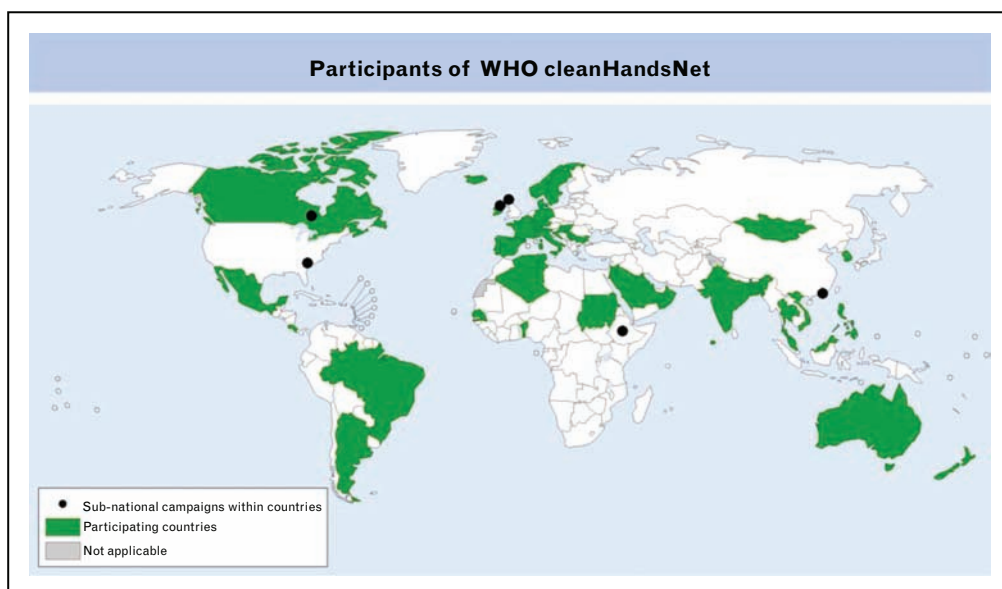 Participants of WHO cleanHandsNet
Sub-national campaigns within countries
Participating countries
Not applicable